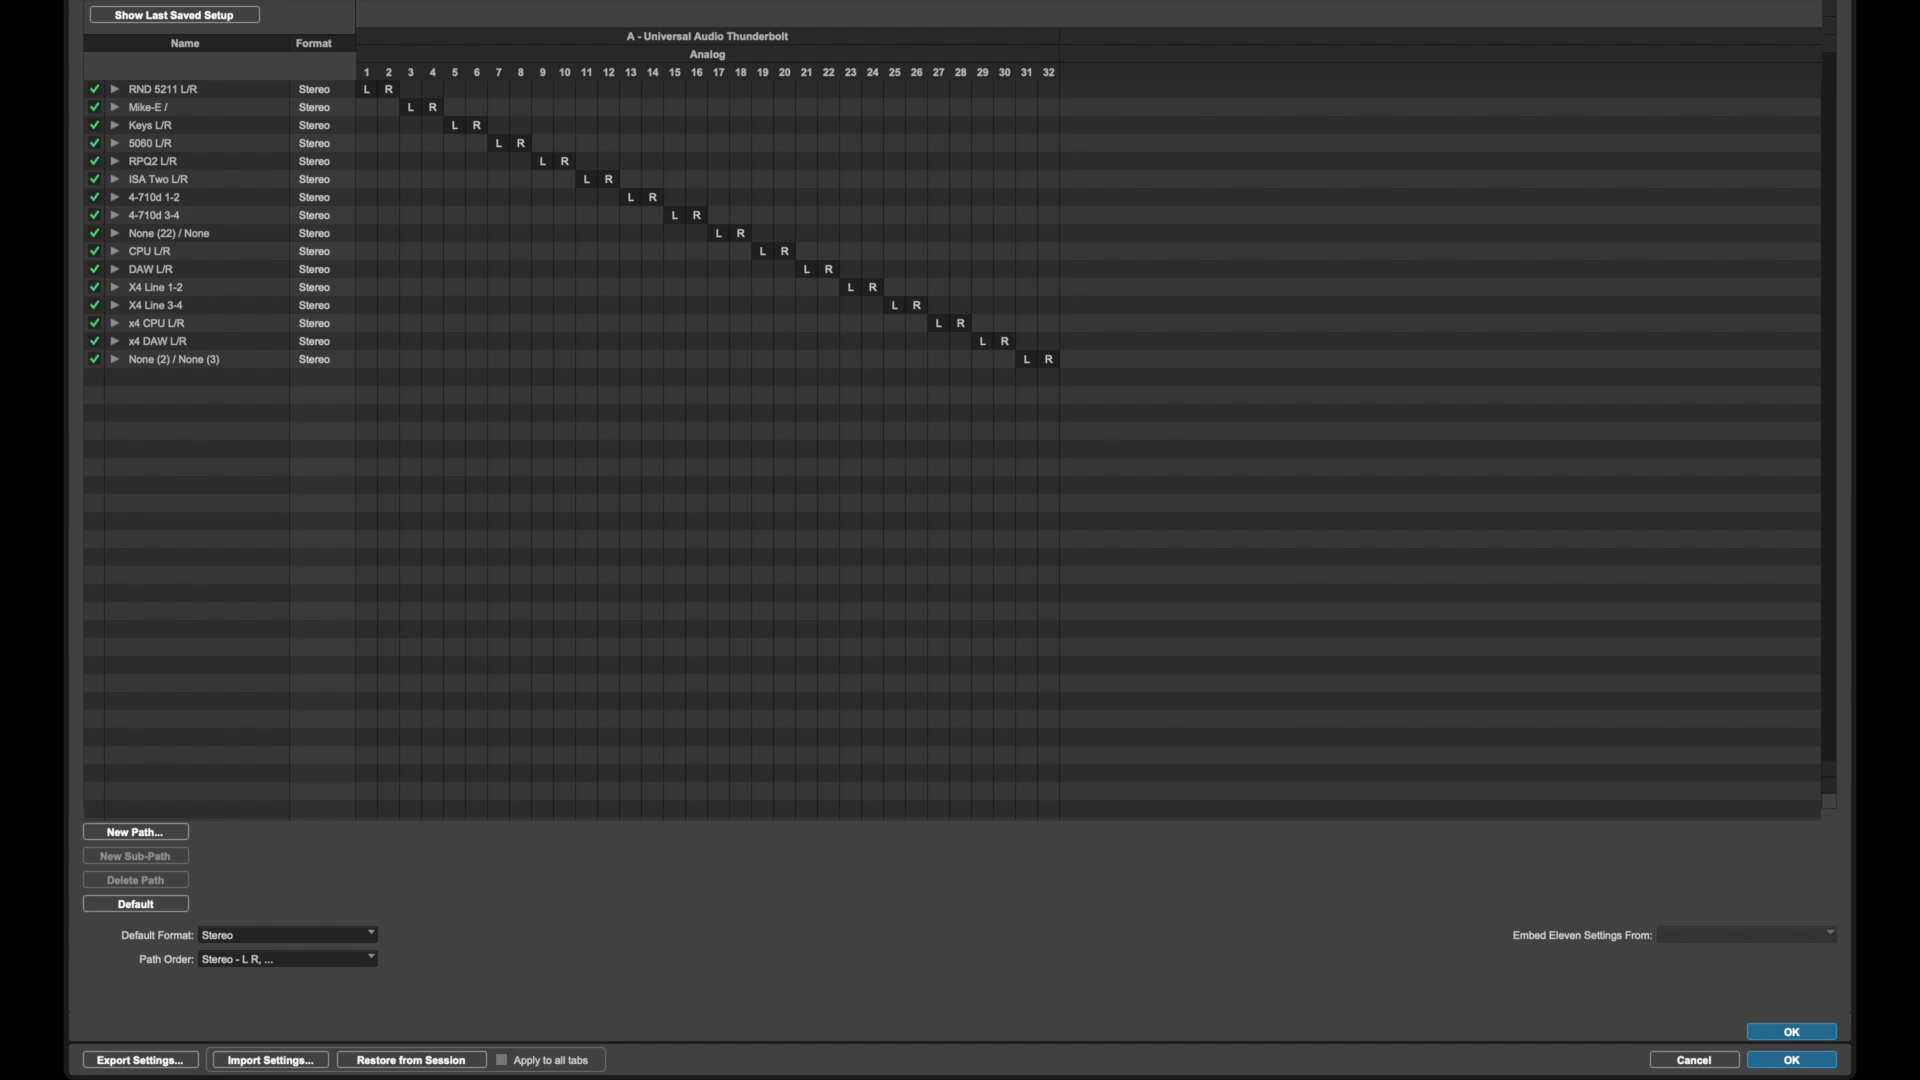 Show Last Saved Setup
A - Universal Audio Thunderbolt
Name Format
Analog
1 2 3 4 5 6 7 8 9 10 11 12 13 14 15 16 17 18 19 20 21 22 23 24 25 26 27 28 29 30 31 32
RND 5211 L/R Stereo L R
Mike-E / Stereo L R
Keys L/R Stereo L R
5060 L/R Stereo L R
RPQ2 L/R Stereo L R
ISA Two L/R Stereo L R
4-710d 1-2 Stereo L R
4-710d 3-4 Stereo L R
None (22) / None Stereo L R
CPU L/R Stereo L R
DAW L/R Stereo L R
X4 Line 1-2 Stereo L R
X4 Line 3-4 Stereo L R
x4 CPU L/R Stereo L R
x4 DAW L/R Stereo L R
None (2) / None (3) Stereo L R
New Path...
New Sub-Path
Delete Path
Default
Default Format: Stereo Embed Eleven Settings From:
Path Order: Stereo - L R, ...
OK
Export Settings... Import Settings... Restore from Session Apply to all tabs Cancel OK